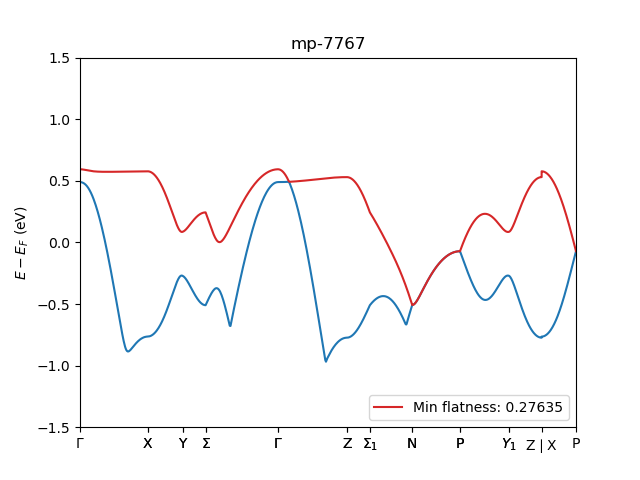 mp-7767
E − E_F (eV)
1.5
1.0
0.5
0.0
−0.5
−1.0
−1.5
Min flatness: 0.27635
Γ X Y Σ Γ Z Σ₁ N P Y₁ Z | X P